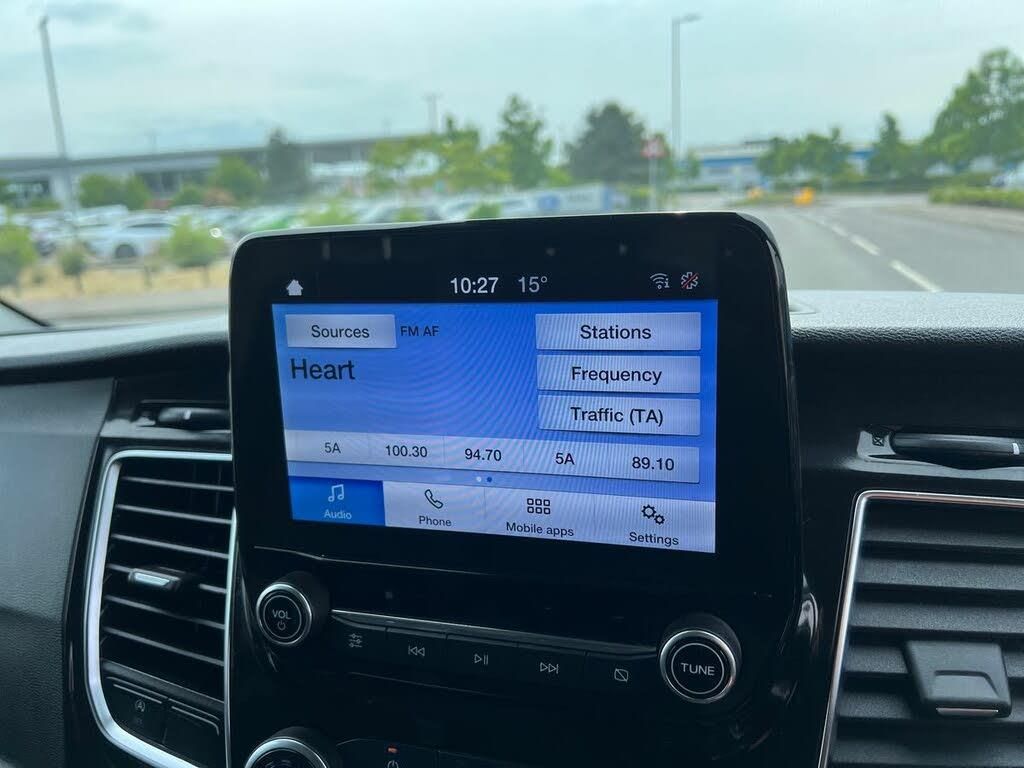 10:27 15°
Sources FM AF Stations
Heart
Frequency
Traffic (TA)
5A 100.30 94.70 5A 89.10
Audio Phone Mobile apps Settings
VOL
TUNE